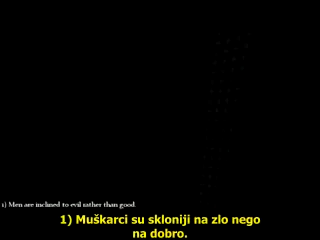 1) Men are inclined to evil rather than good.
1) Muškarci su skloniji na zlo nego
na dobro.